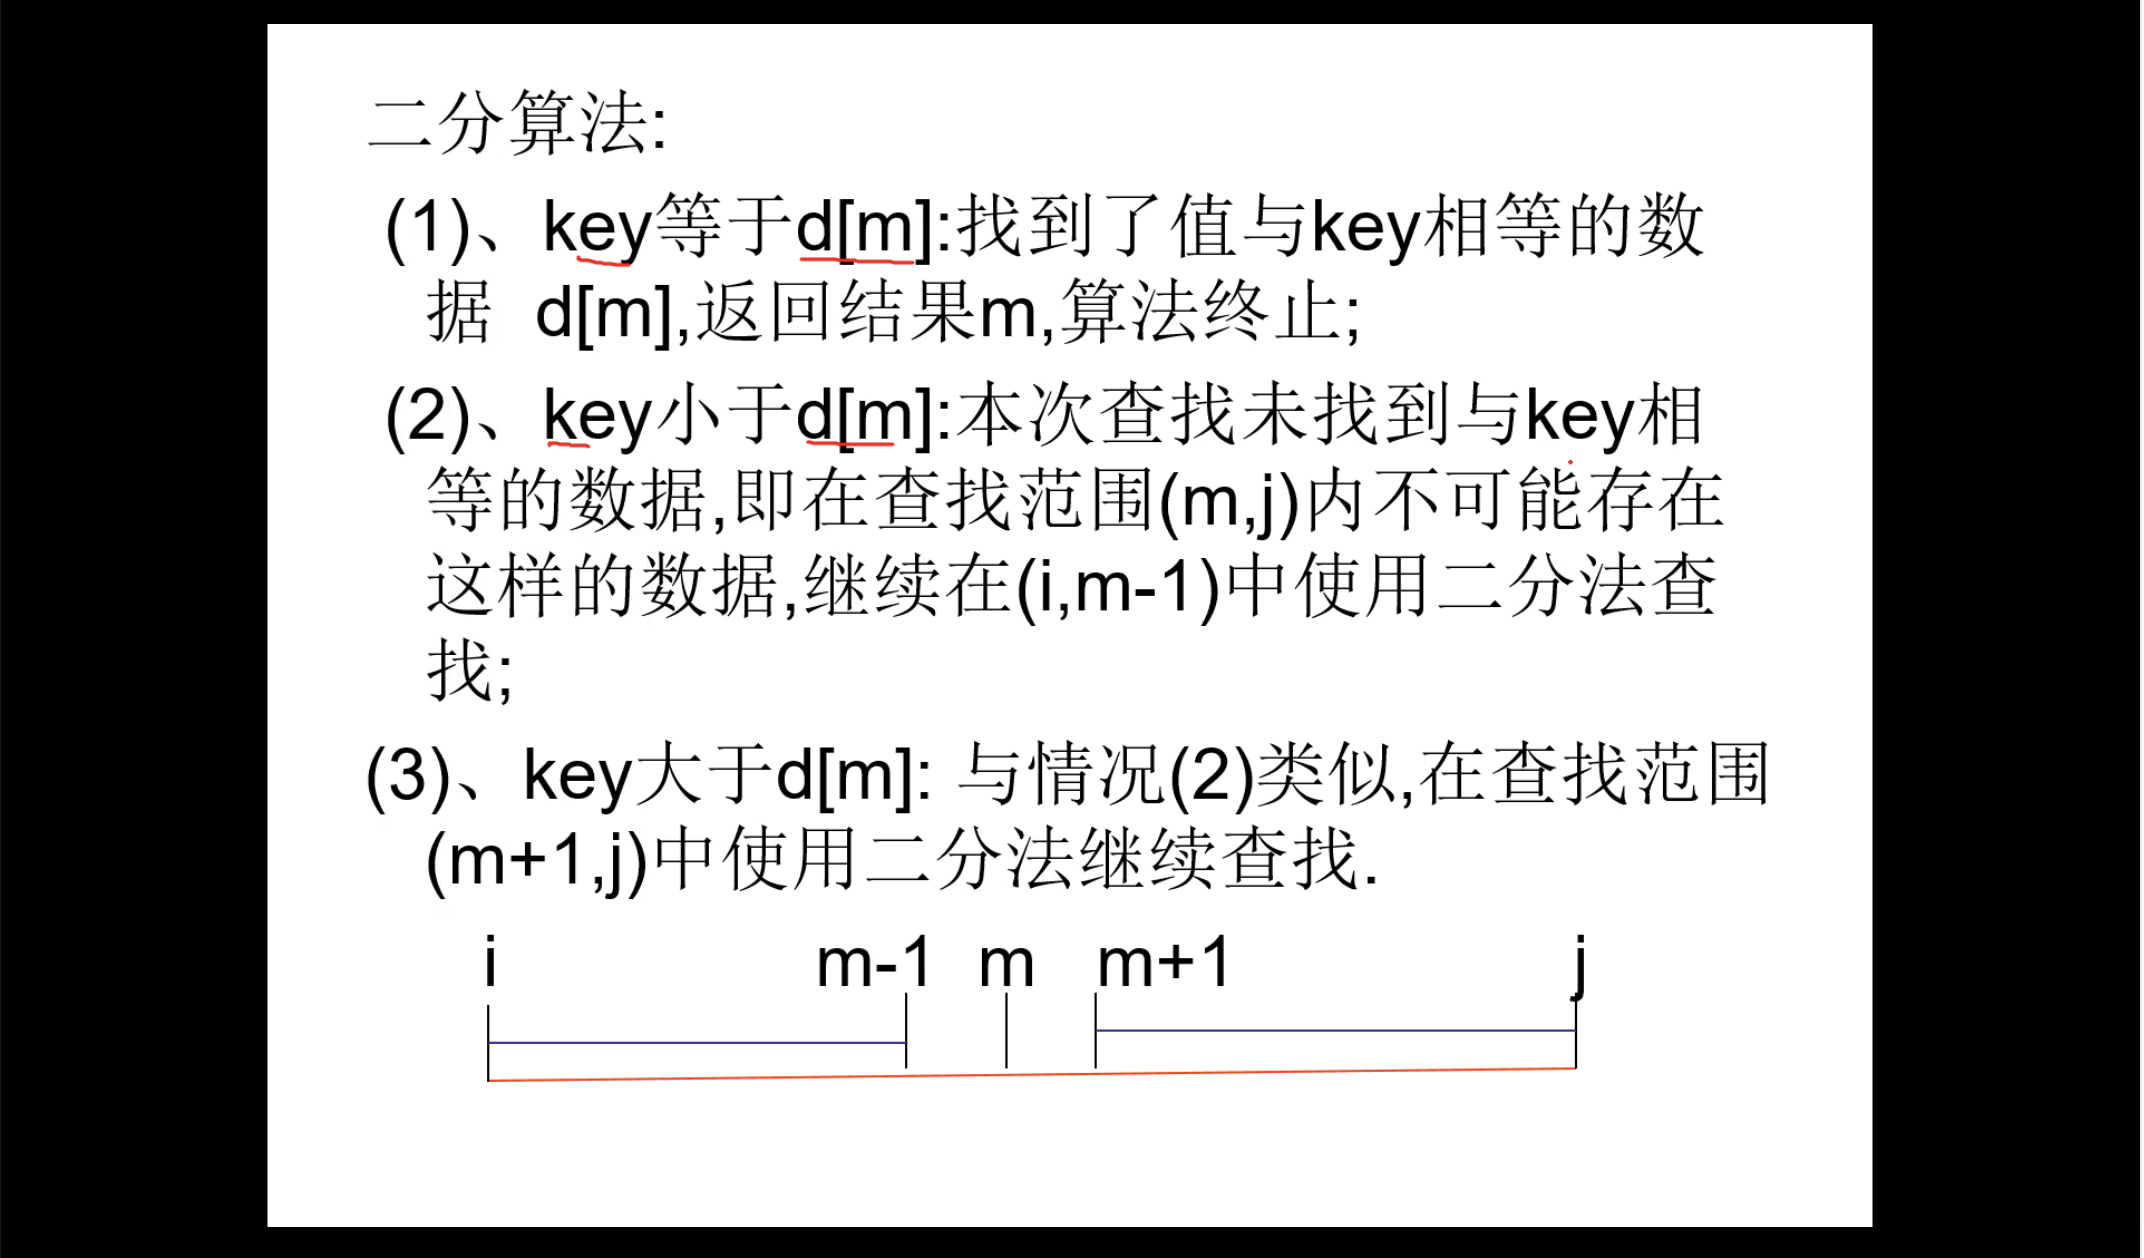 二分算法:
(1)、key等于d[m]:找到了值与key相等的数
据 d[m],返回结果m,算法终止;
(2)、key小于d[m]:本次查找未找到与key相
等的数据,即在查找范围(m,j)内不可能存在
这样的数据,继续在(i,m-1)中使用二分法查
找;
(3)、key大于d[m]: 与情况(2)类似,在查找范围
(m+1,j)中使用二分法继续查找.
i m-1 m m+1 j